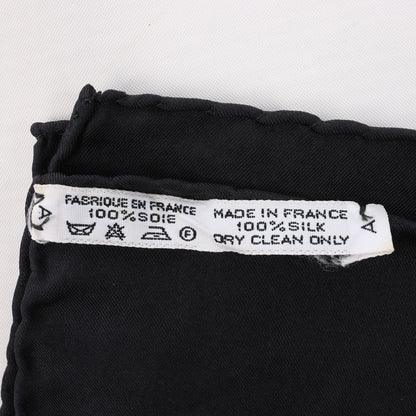 FABRIQUE EN FRANCE
100% SOIE
F
MADE IN FRANCE
100% SILK
DRY CLEAN ONLY